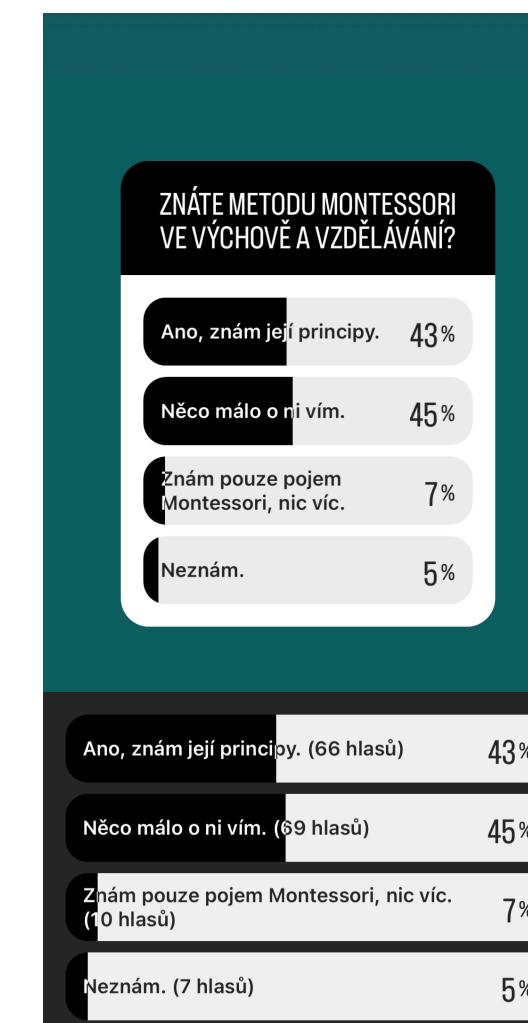 ZNÁTE METODU MONTESSORI
VE VÝCHOVĚ A VZDĚLÁVÁNÍ?
Ano, znám její principy. 43%
Něco málo o ni vím. 45%
Znám pouze pojem
Montessori, nic víc. 7%
Neznám. 5%
Ano, znám její principy. (66 hlasů) 43%
Něco málo o ni vím. (69 hlasů) 45%
Znám pouze pojem Montessori, nic víc.
(10 hlasů) 7%
Neznám. (7 hlasů) 5%